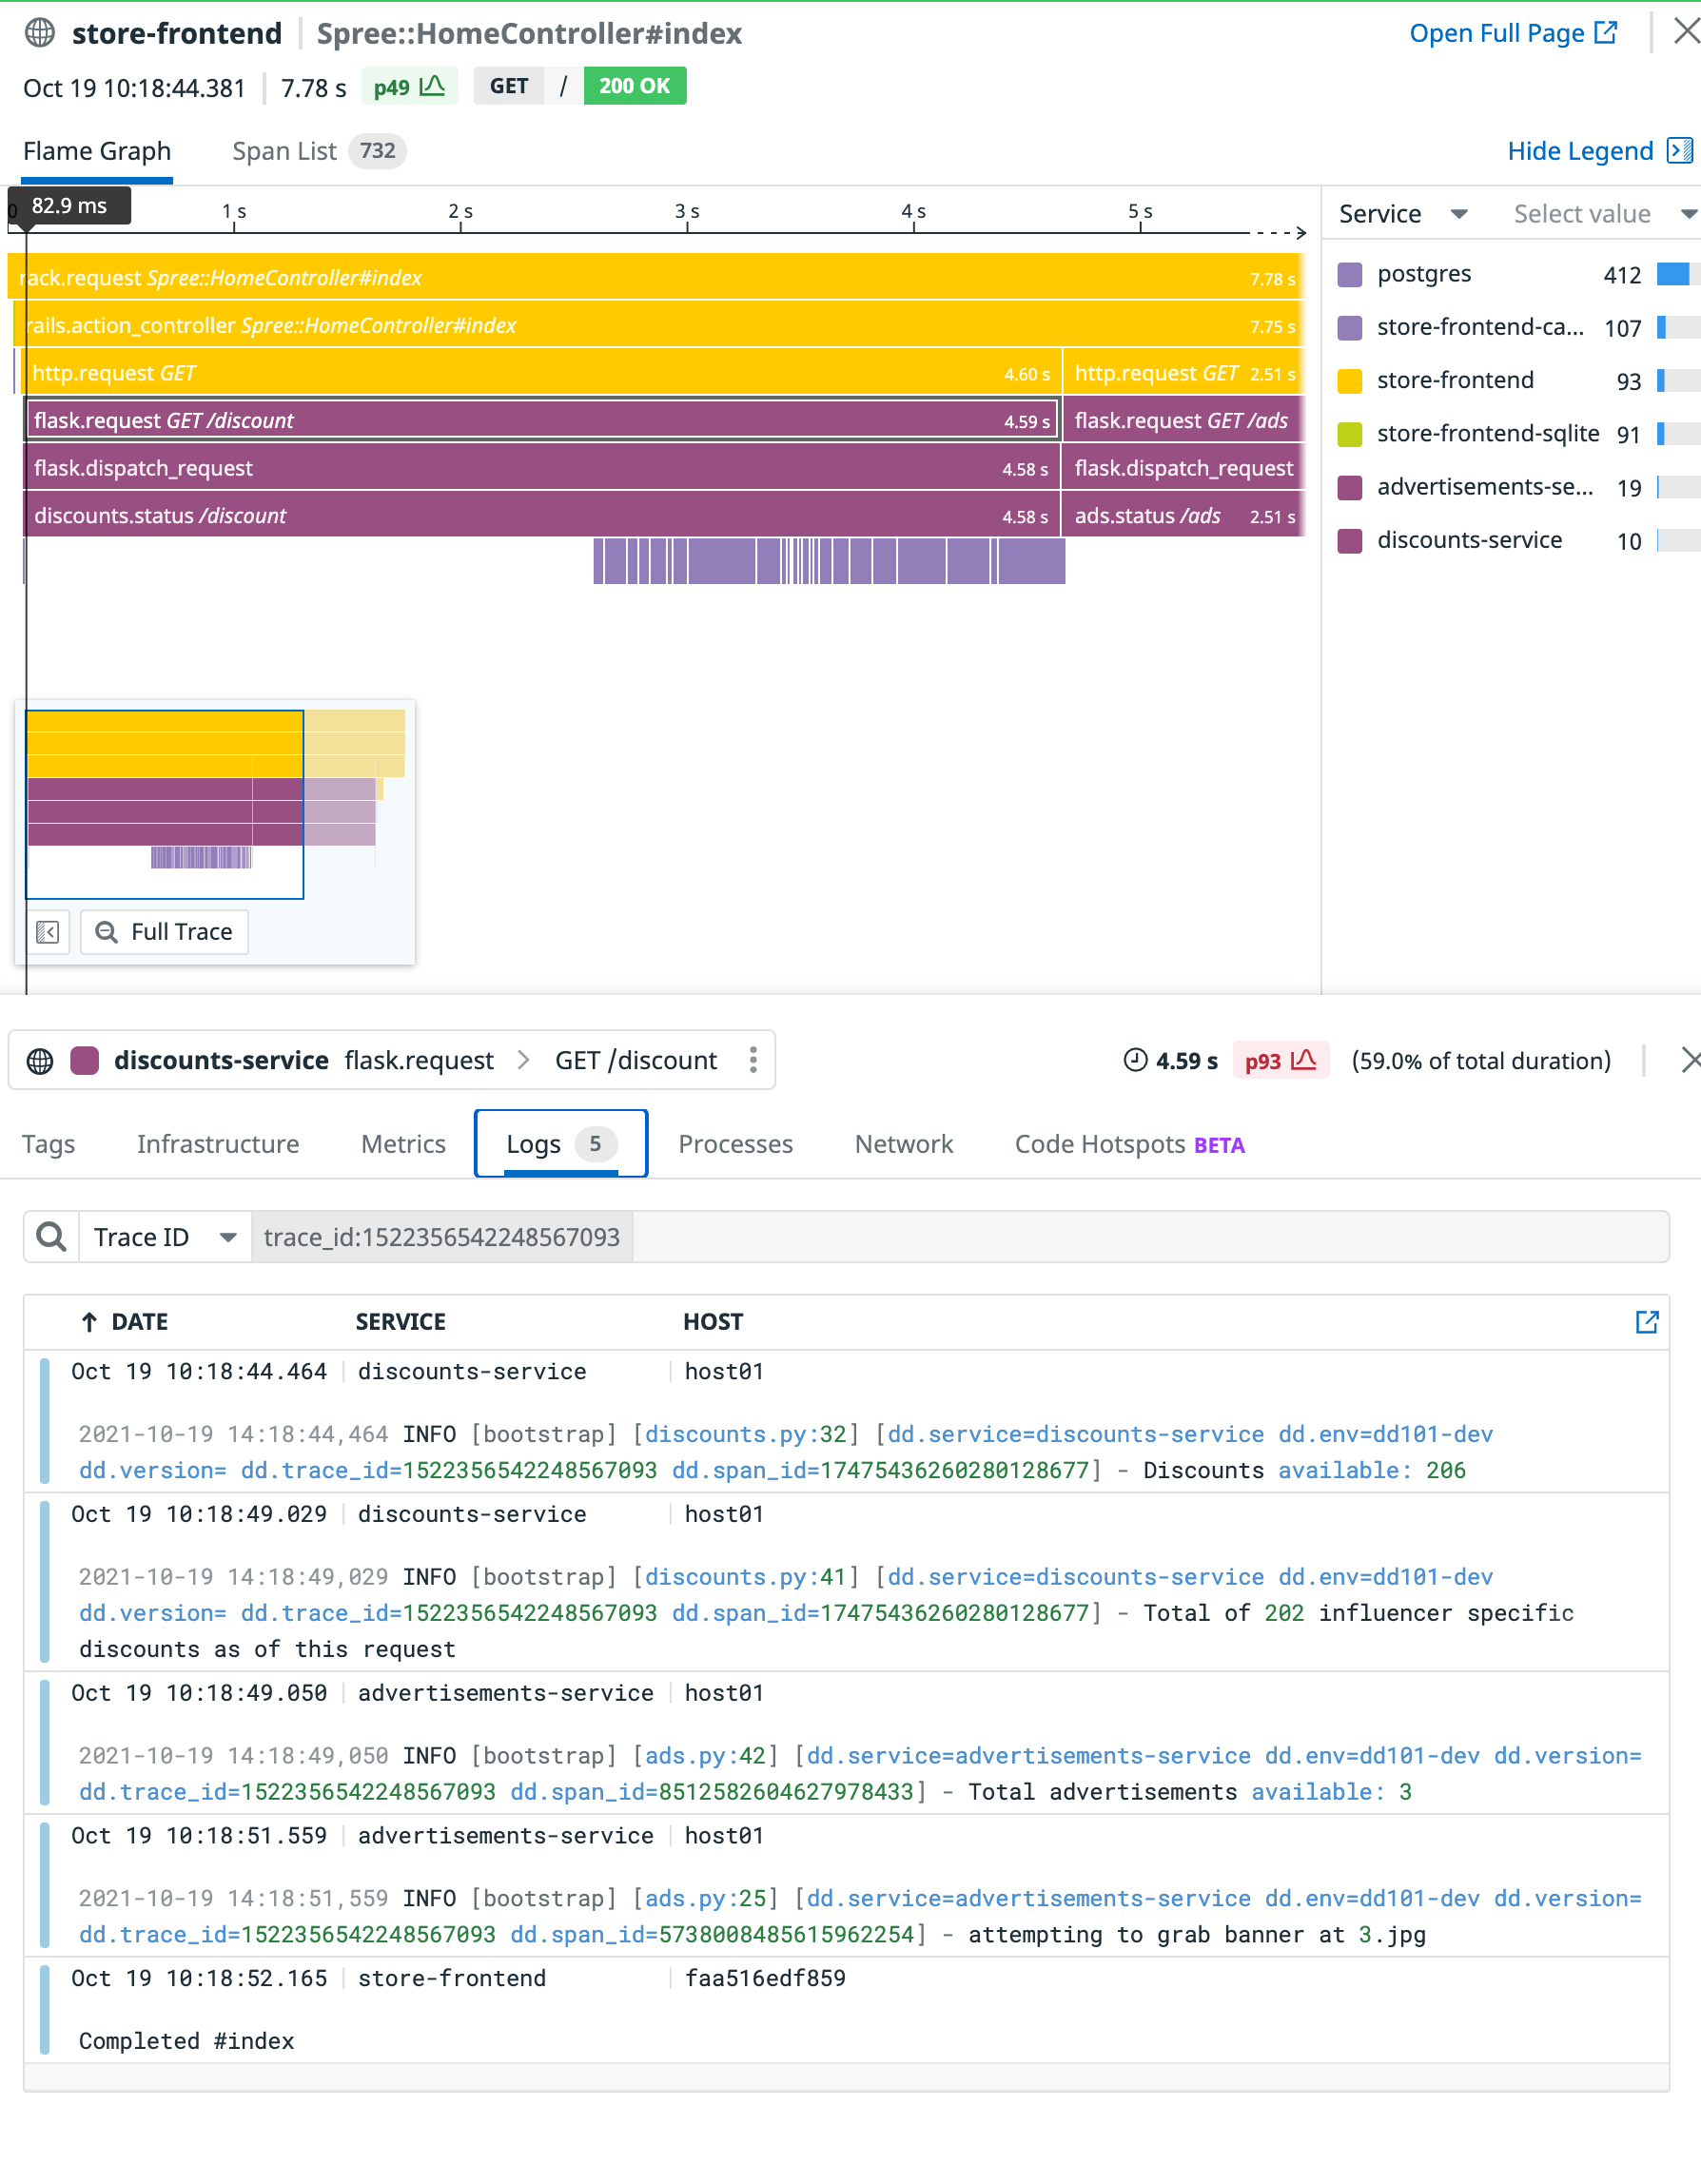 store-frontend Spree::HomeController#index Open Full Page
Oct 19 10:18:44.381 7.78 s p49 GET / 200 OK
Flame Graph Span List 732 Hide Legend
0 82.9 ms 1 s 2 s 3 s 4 s 5 s
Service Select value
rack.request Spree::HomeController#index 7.78 s
rails.action_controller Spree::HomeController#index 7.75 s
http.request GET 4.60 s http.request GET 2.51 s
flask.request GET /discount 4.59 s flask.request GET /ads
flask.dispatch_request 4.58 s flask.dispatch_request
discounts.status /discount 4.58 s ads.status /ads 2.51 s
postgres 412
store-frontend-ca... 107
store-frontend 93
store-frontend-sqlite 91
advertisements-se... 19
discounts-service 10
Full Trace
discounts-service flask.request GET /discount 4.59 s p93 (59.0% of total duration)
Tags Infrastructure Metrics Logs 5 Processes Network Code Hotspots BETA
Trace ID trace_id:1522356542248567093
DATE SERVICE HOST
Oct 19 10:18:44.464 discounts-service host01
2021-10-19 14:18:44,464 INFO [bootstrap] [discounts.py:32] [dd.service=discounts-service dd.env=dd101-dev
dd.version= dd.trace_id=1522356542248567093 dd.span_id=17475436260280128677] - Discounts available: 206
Oct 19 10:18:49.029 discounts-service host01
2021-10-19 14:18:49,029 INFO [bootstrap] [discounts.py:41] [dd.service=discounts-service dd.env=dd101-dev
dd.version= dd.trace_id=1522356542248567093 dd.span_id=17475436260280128677] - Total of 202 influencer specific
discounts as of this request
Oct 19 10:18:49.050 advertisements-service host01
2021-10-19 14:18:49,050 INFO [bootstrap] [ads.py:42] [dd.service=advertisements-service dd.env=dd101-dev dd.version=
dd.trace_id=1522356542248567093 dd.span_id=8512582604627978433] - Total advertisements available: 3
Oct 19 10:18:51.559 advertisements-service host01
2021-10-19 14:18:51,559 INFO [bootstrap] [ads.py:25] [dd.service=advertisements-service dd.env=dd101-dev dd.version=
dd.trace_id=1522356542248567093 dd.span_id=5738008485615962254] - attempting to grab banner at 3.jpg
Oct 19 10:18:52.165 store-frontend faa516edf859
Completed #index